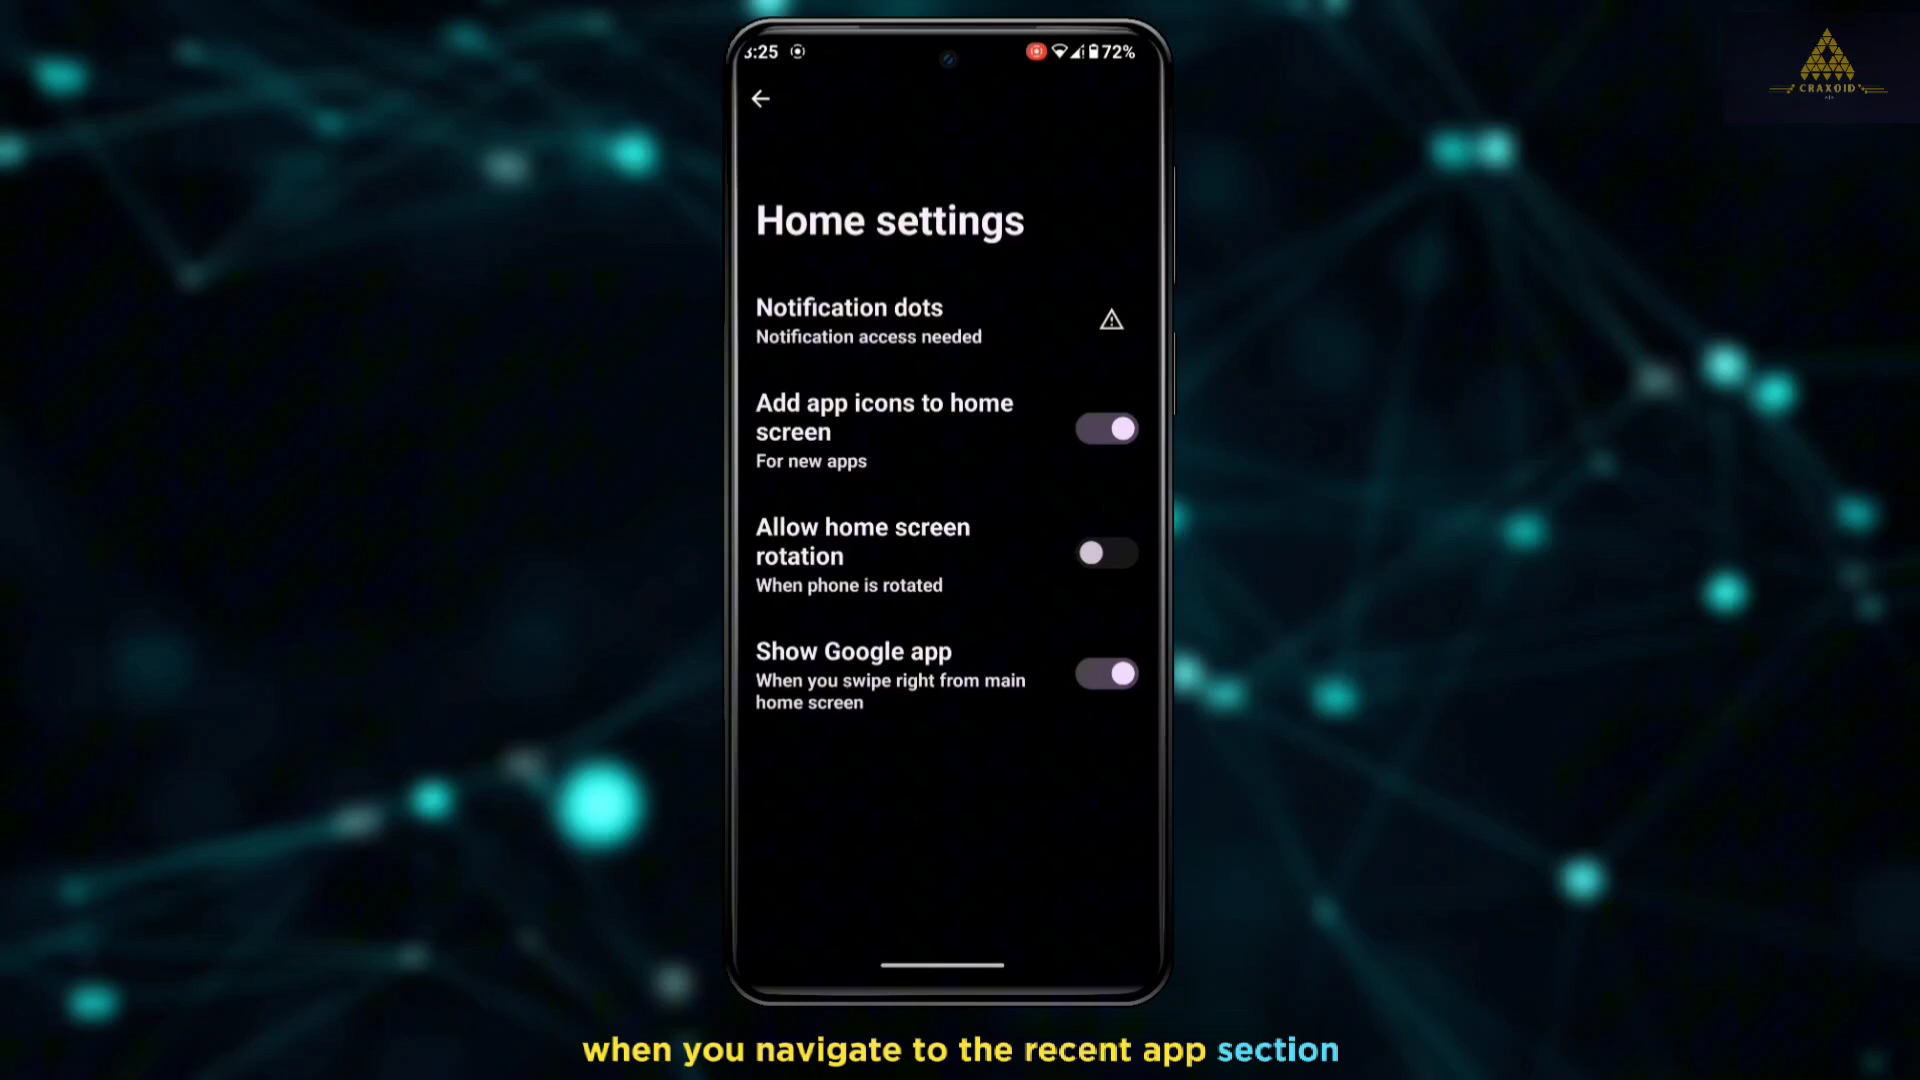 3:25
72%
CRAXOID
Home settings
Notification dots
Notification access needed
Add app icons to home
screen
For new apps
Allow home screen
rotation
When phone is rotated
Show Google app
When you swipe right from main
home screen
when you navigate to the recent app section